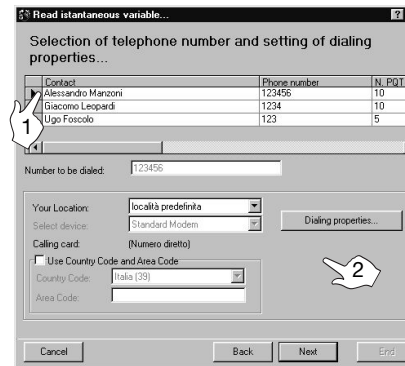 Read istantaneous variable...
?
Selection of telephone number and setting of dialing
properties...
Contact Phone number N. PQT
Alessandro Manzoni 123456 10
Giacomo Leopardi 1234 10
Ugo Foscolo 123 5
1
Number to be dialed: 123456
Your Location: località predefinita
Select device: Standard Modem
Dialing properties...
Calling card: (Numero diretto)
Use Country Code and Area Code
Country Code: Italia (39)
Area Code:
2
Cancel Back Next End